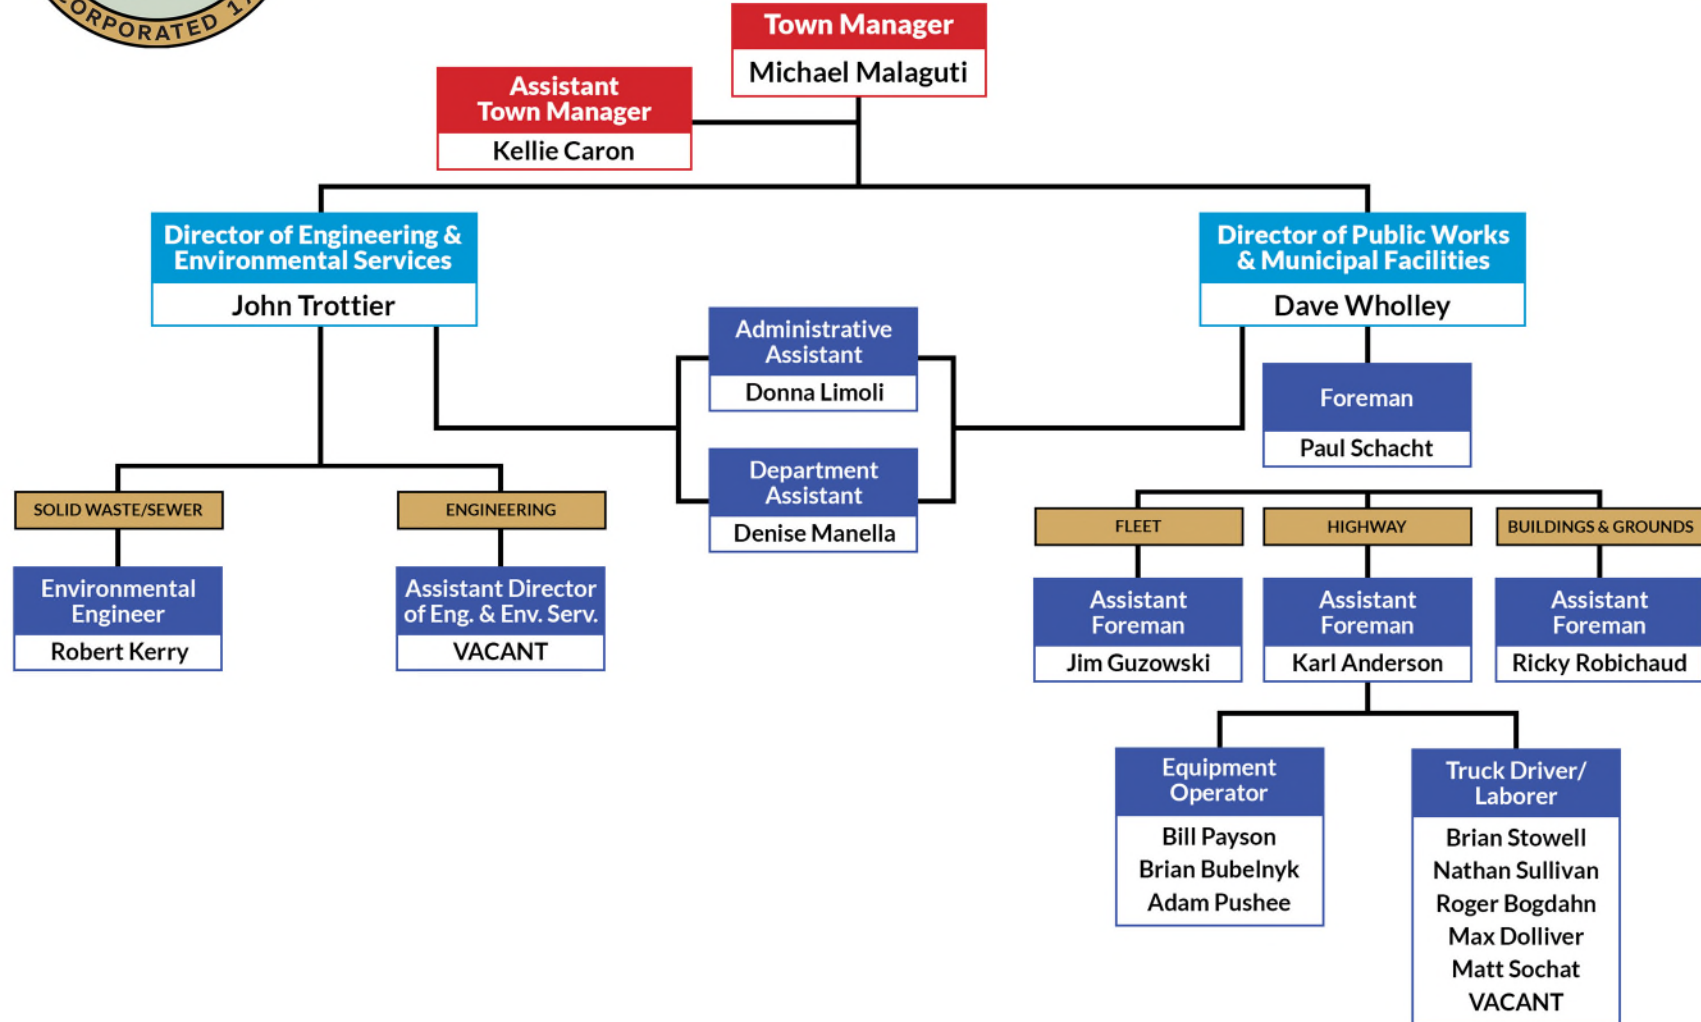 ORPORATED 17
Town Manager
Michael Malaguti
Assistant
Town Manager
Kellie Caron
Director of Engineering &
Environmental Services
John Trottier
Director of Public Works
& Municipal Facilities
Dave Wholley
Administrative
Assistant
Donna Limoli
Department
Assistant
Denise Manella
Foreman
Paul Schacht
SOLID WASTE/SEWER
ENGINEERING
Environmental
Engineer
Robert Kerry
Assistant Director
of Eng. & Env. Serv.
VACANT
FLEET
HIGHWAY
BUILDINGS & GROUNDS
Assistant
Foreman
Jim Guzowski
Assistant
Foreman
Karl Anderson
Assistant
Foreman
Ricky Robichaud
Equipment
Operator
Bill Payson
Brian Bubelnyk
Adam Pushee
Truck Driver/
Laborer
Brian Stowell
Nathan Sullivan
Roger Bogdahn
Max Dolliver
Matt Sochat
VACANT